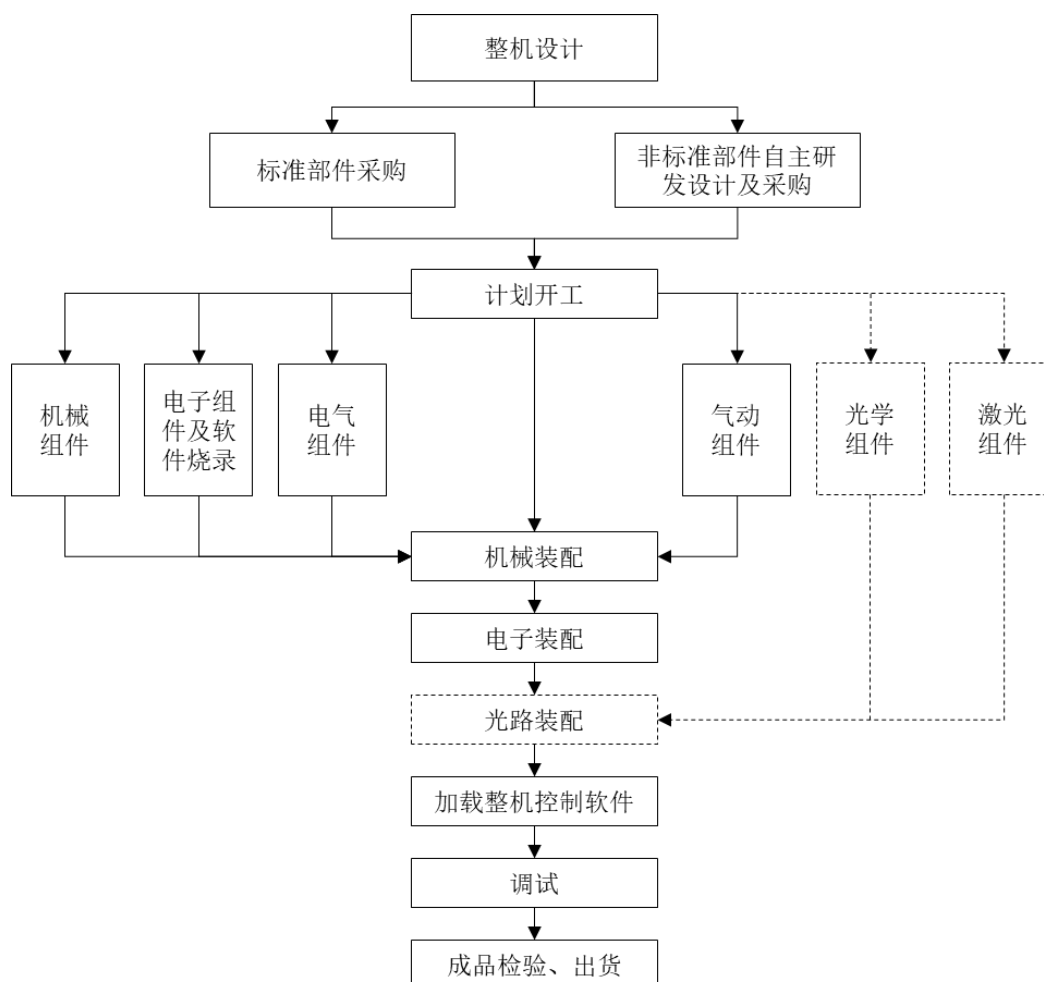 整机设计
标准部件采购
非标准部件自主研
发设计及采购
计划开工
机械
组件
电子组
件及软
件烧录
电气
组件
气动
组件
光学
组件
激光
组件
机械装配
电子装配
光路装配
加载整机控制软件
调试
成品检验、出货